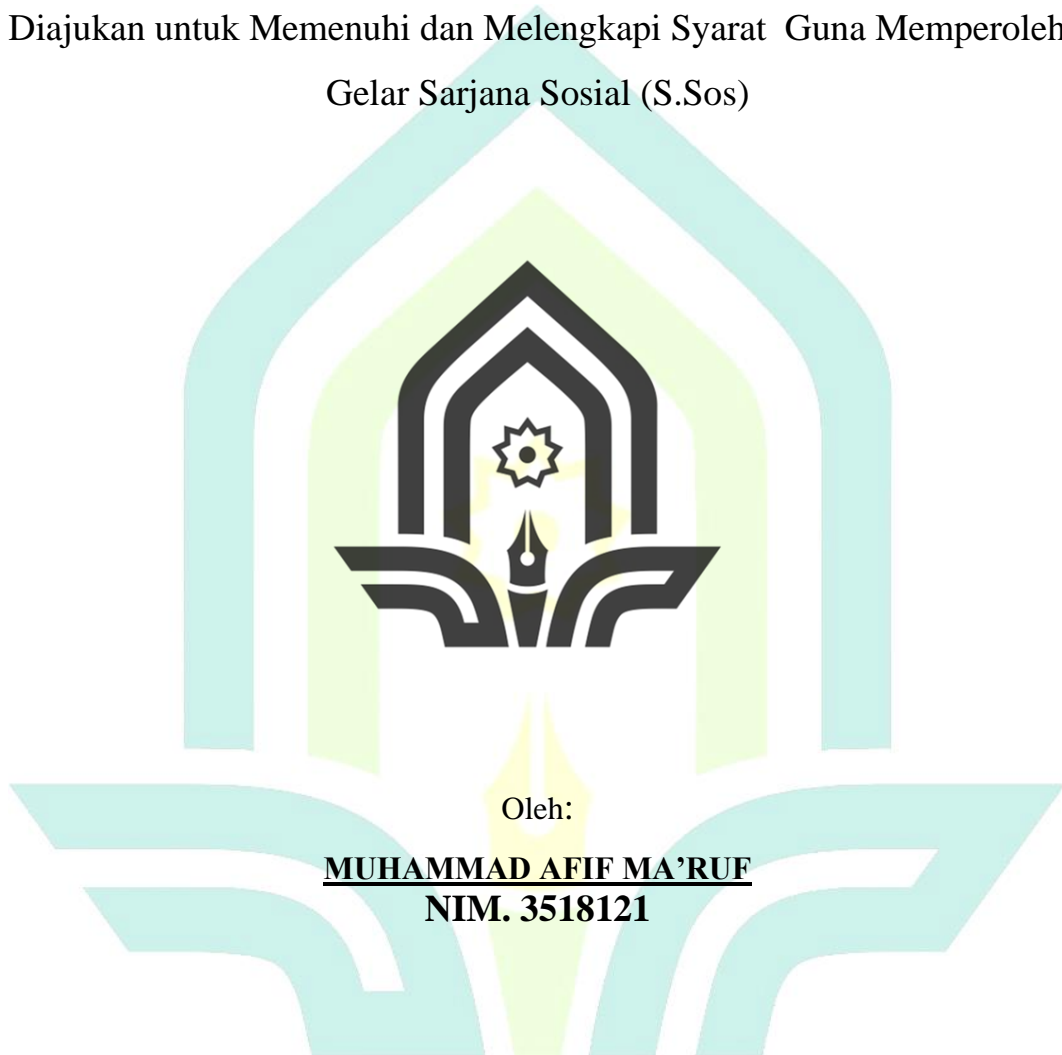 Diajukan untuk Memenuhi dan Melengkapi Syarat  Guna Memperoleh
Gelar Sarjana Sosial (S.Sos)
Oleh:
MUHAMMAD AFIF MA’RUF
NIM. 3518121